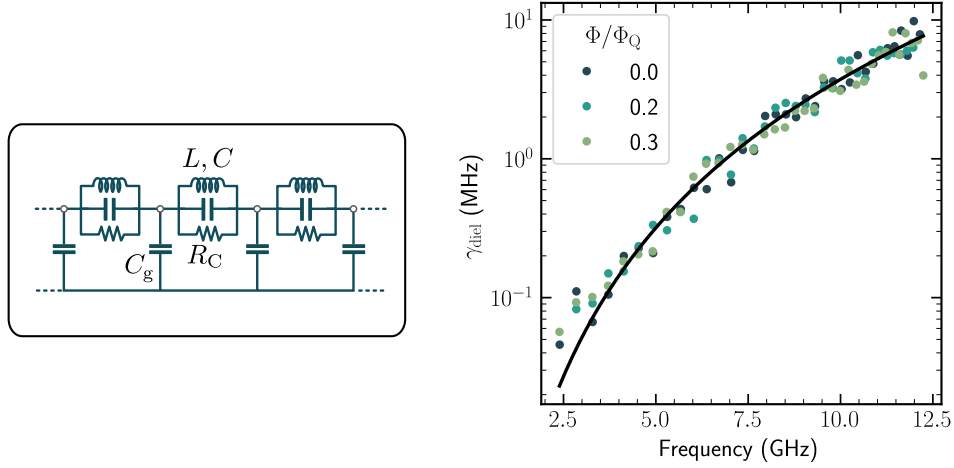 L, C
C_g
R_C
Φ/Φ_Q
0.0
0.2
0.3
10^1
10^0
10^{-1}
γ_diel (MHz)
2.5 5.0 7.5 10.0 12.5
Frequency (GHz)